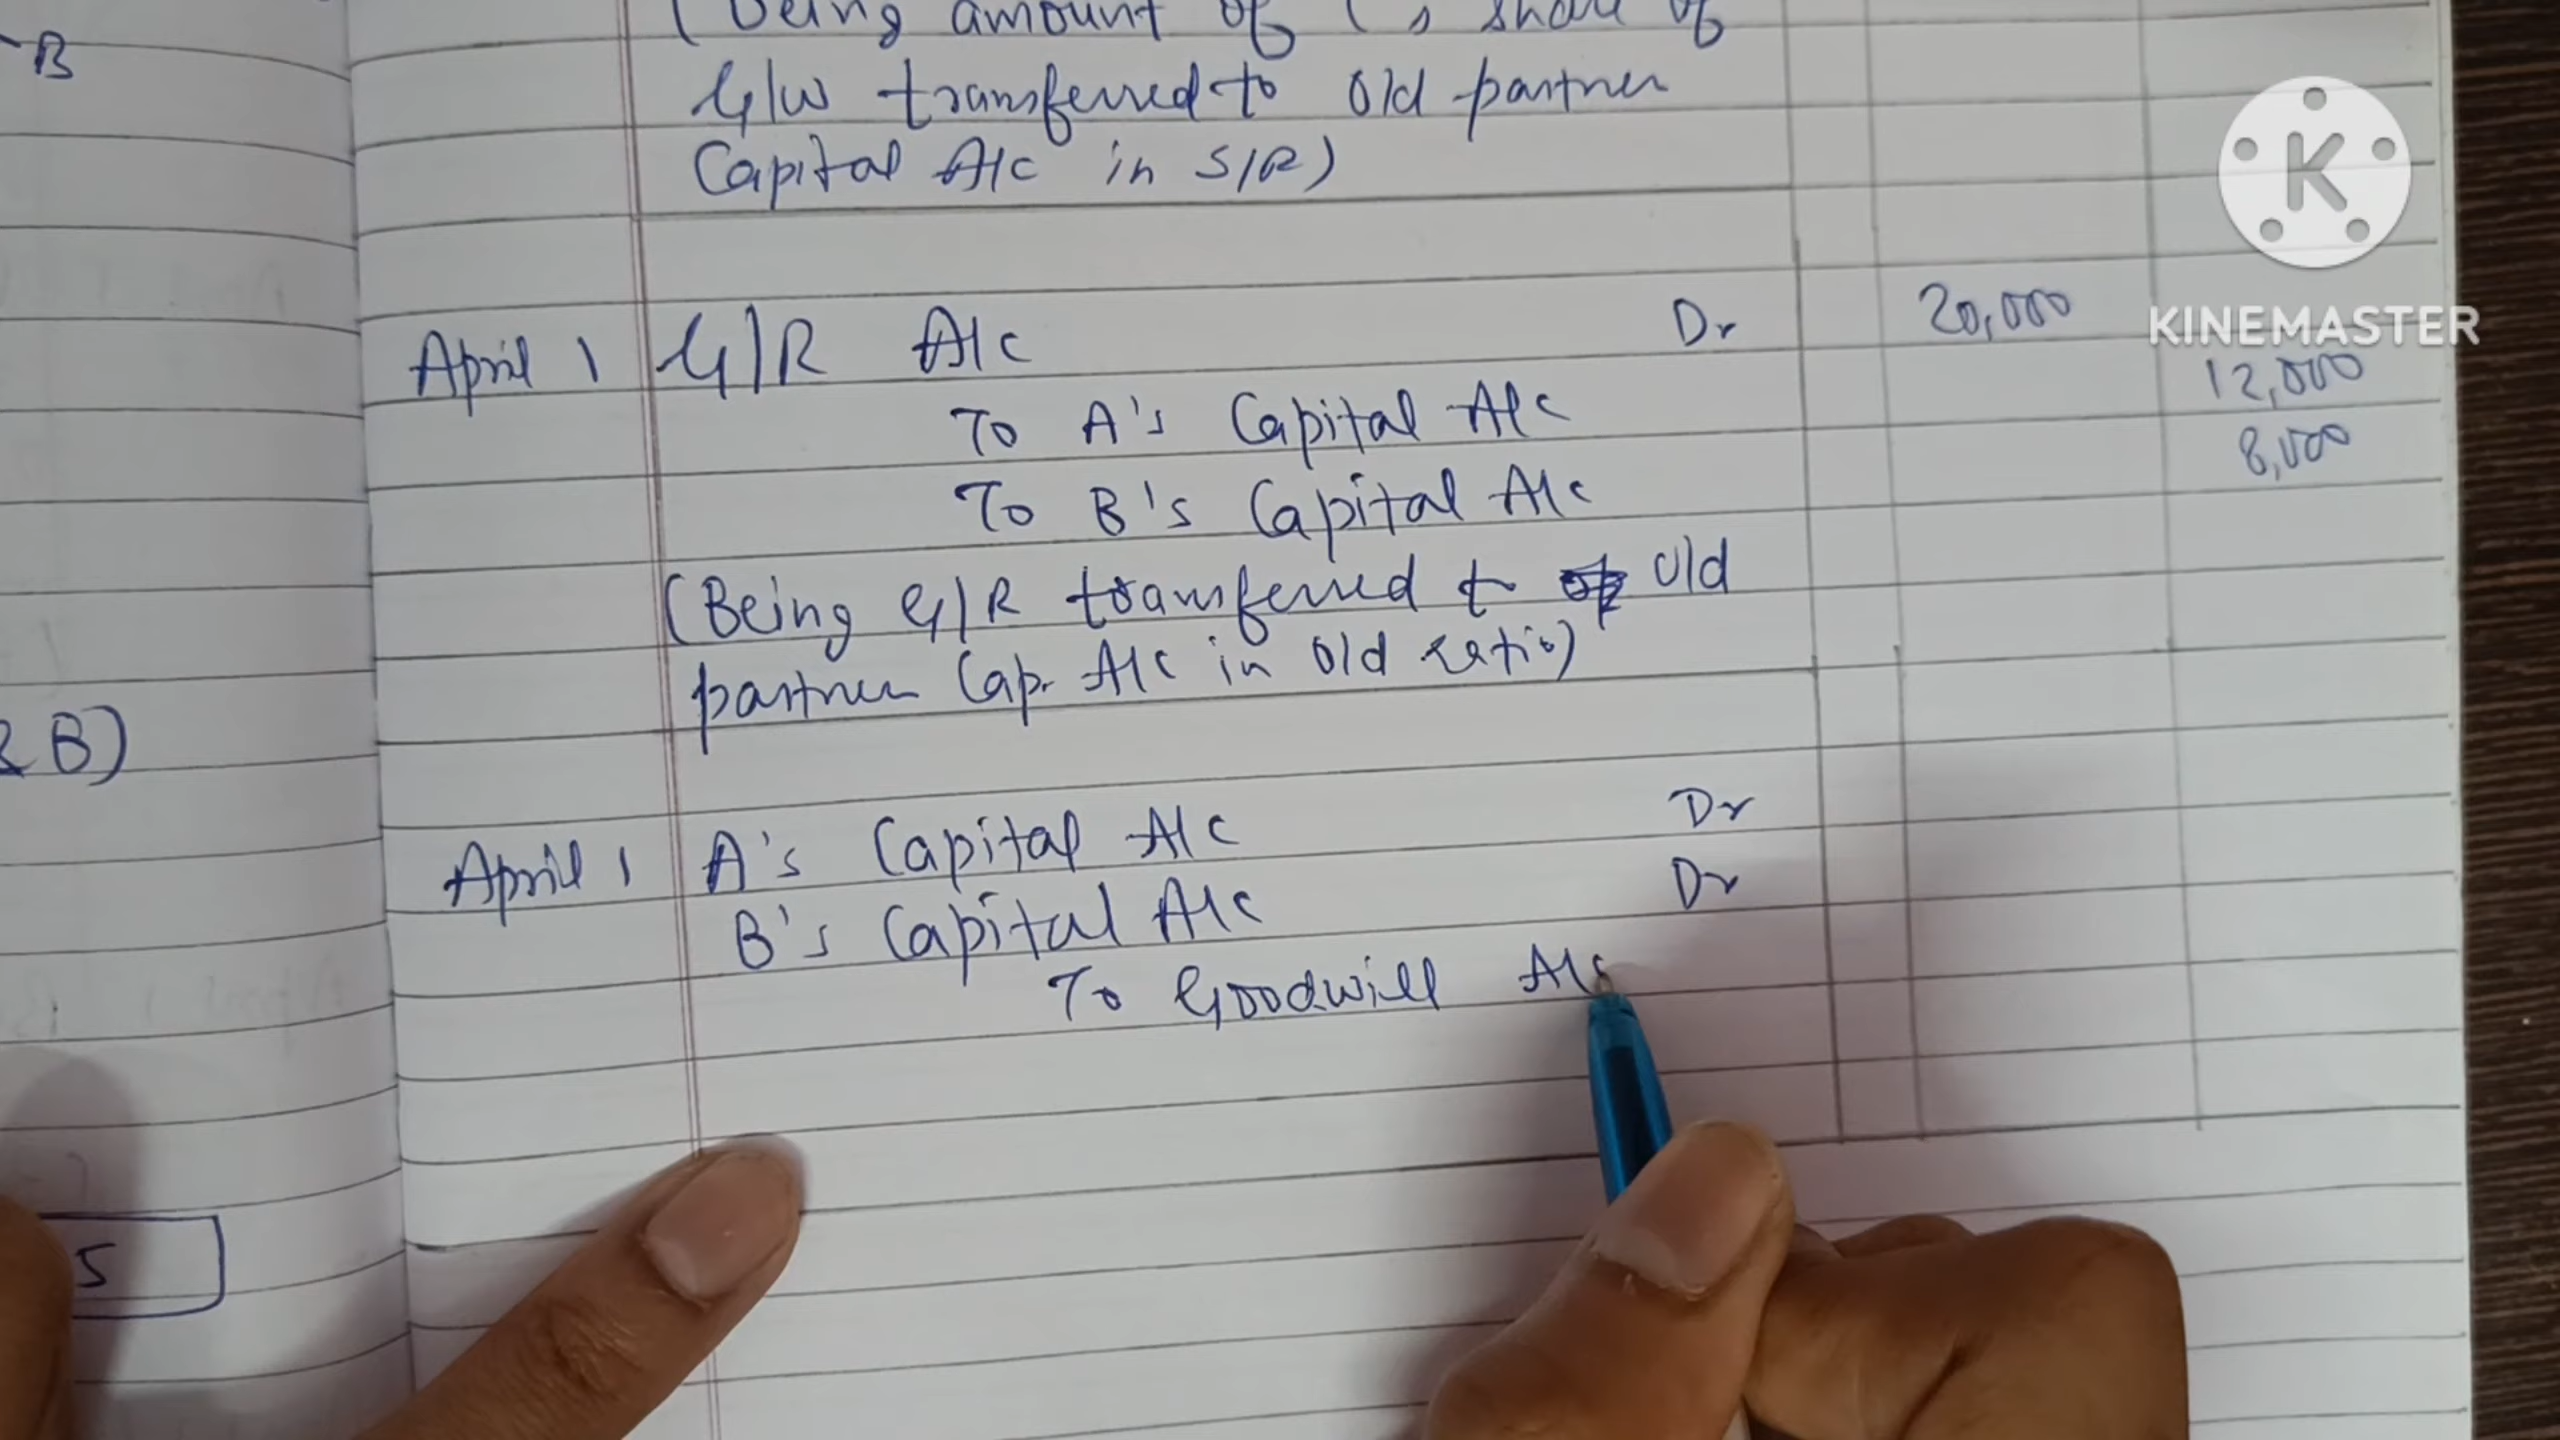 B
(Being amount of C's share of
G/W transferred to Old partner
Capital A/c in S/R)
KINEMASTER
April 1 G/R A/c Dr 20,000
To A's Capital A/c 12,000
To B's Capital A/c 8,000
(Being G/R transferred to old
partner Cap. A/c in old ratio)
& B)
April 1 A's Capital A/c Dr
B's Capital A/c Dr
To Goodwill A/c
5